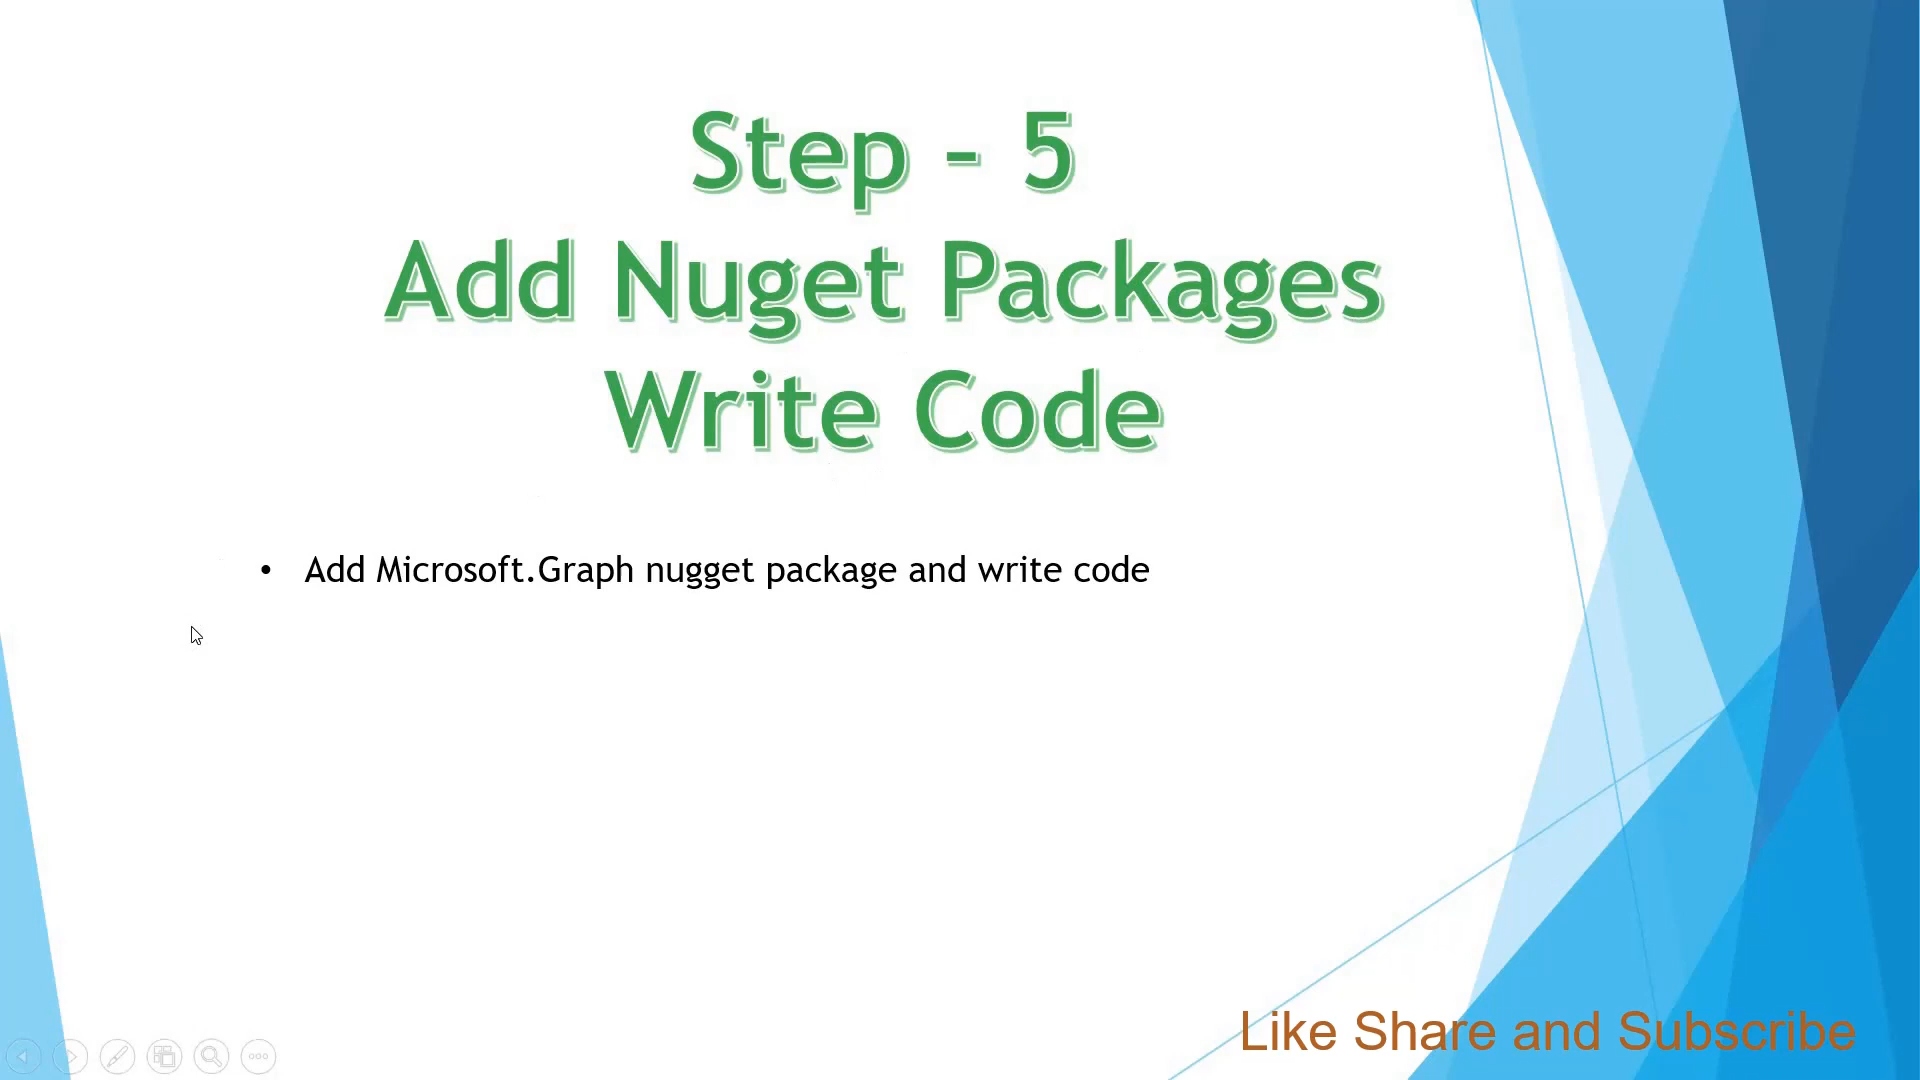 Step - 5
Add Nuget Packages
Write Code
• Add Microsoft.Graph nugget package and write code
Like Share and Subscribe